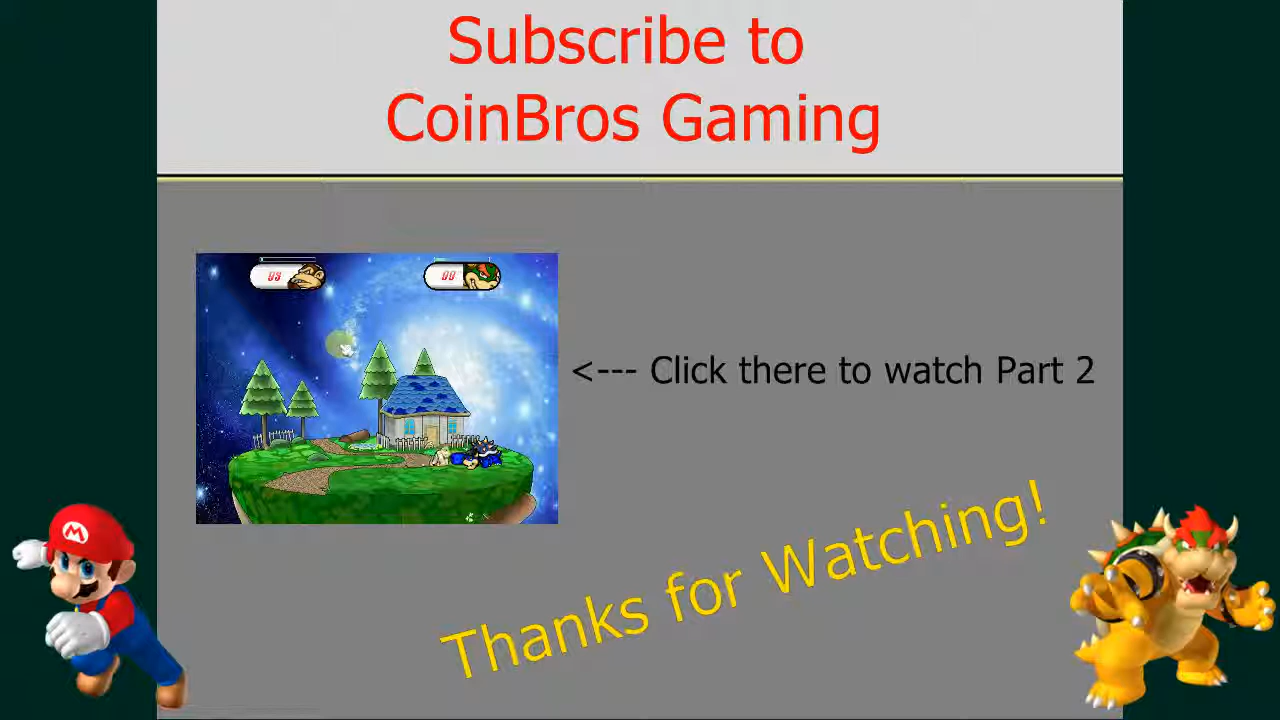 Subscribe to
CoinBros Gaming
<--- Click there to watch Part 2
Thanks for Watching!
M